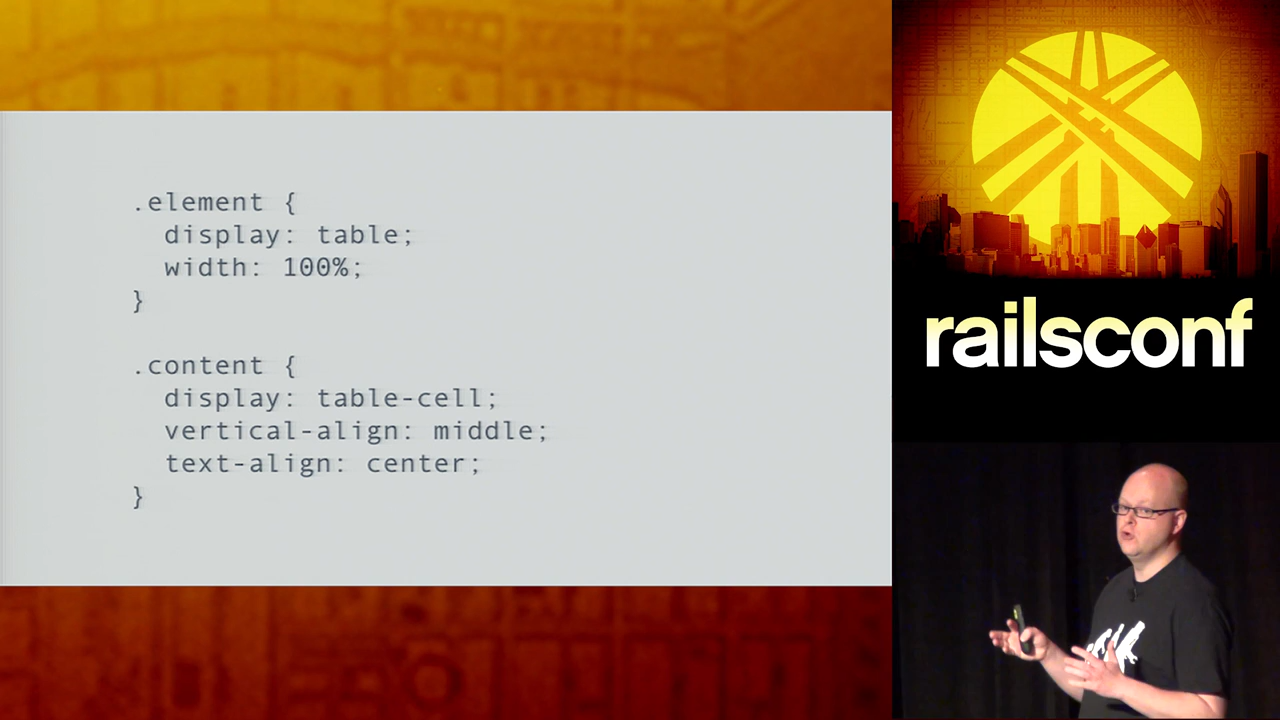 .element {
  display: table;
  width: 100%;
}
.content {
  display: table-cell;
  vertical-align: middle;
  text-align: center;
}
railsconf